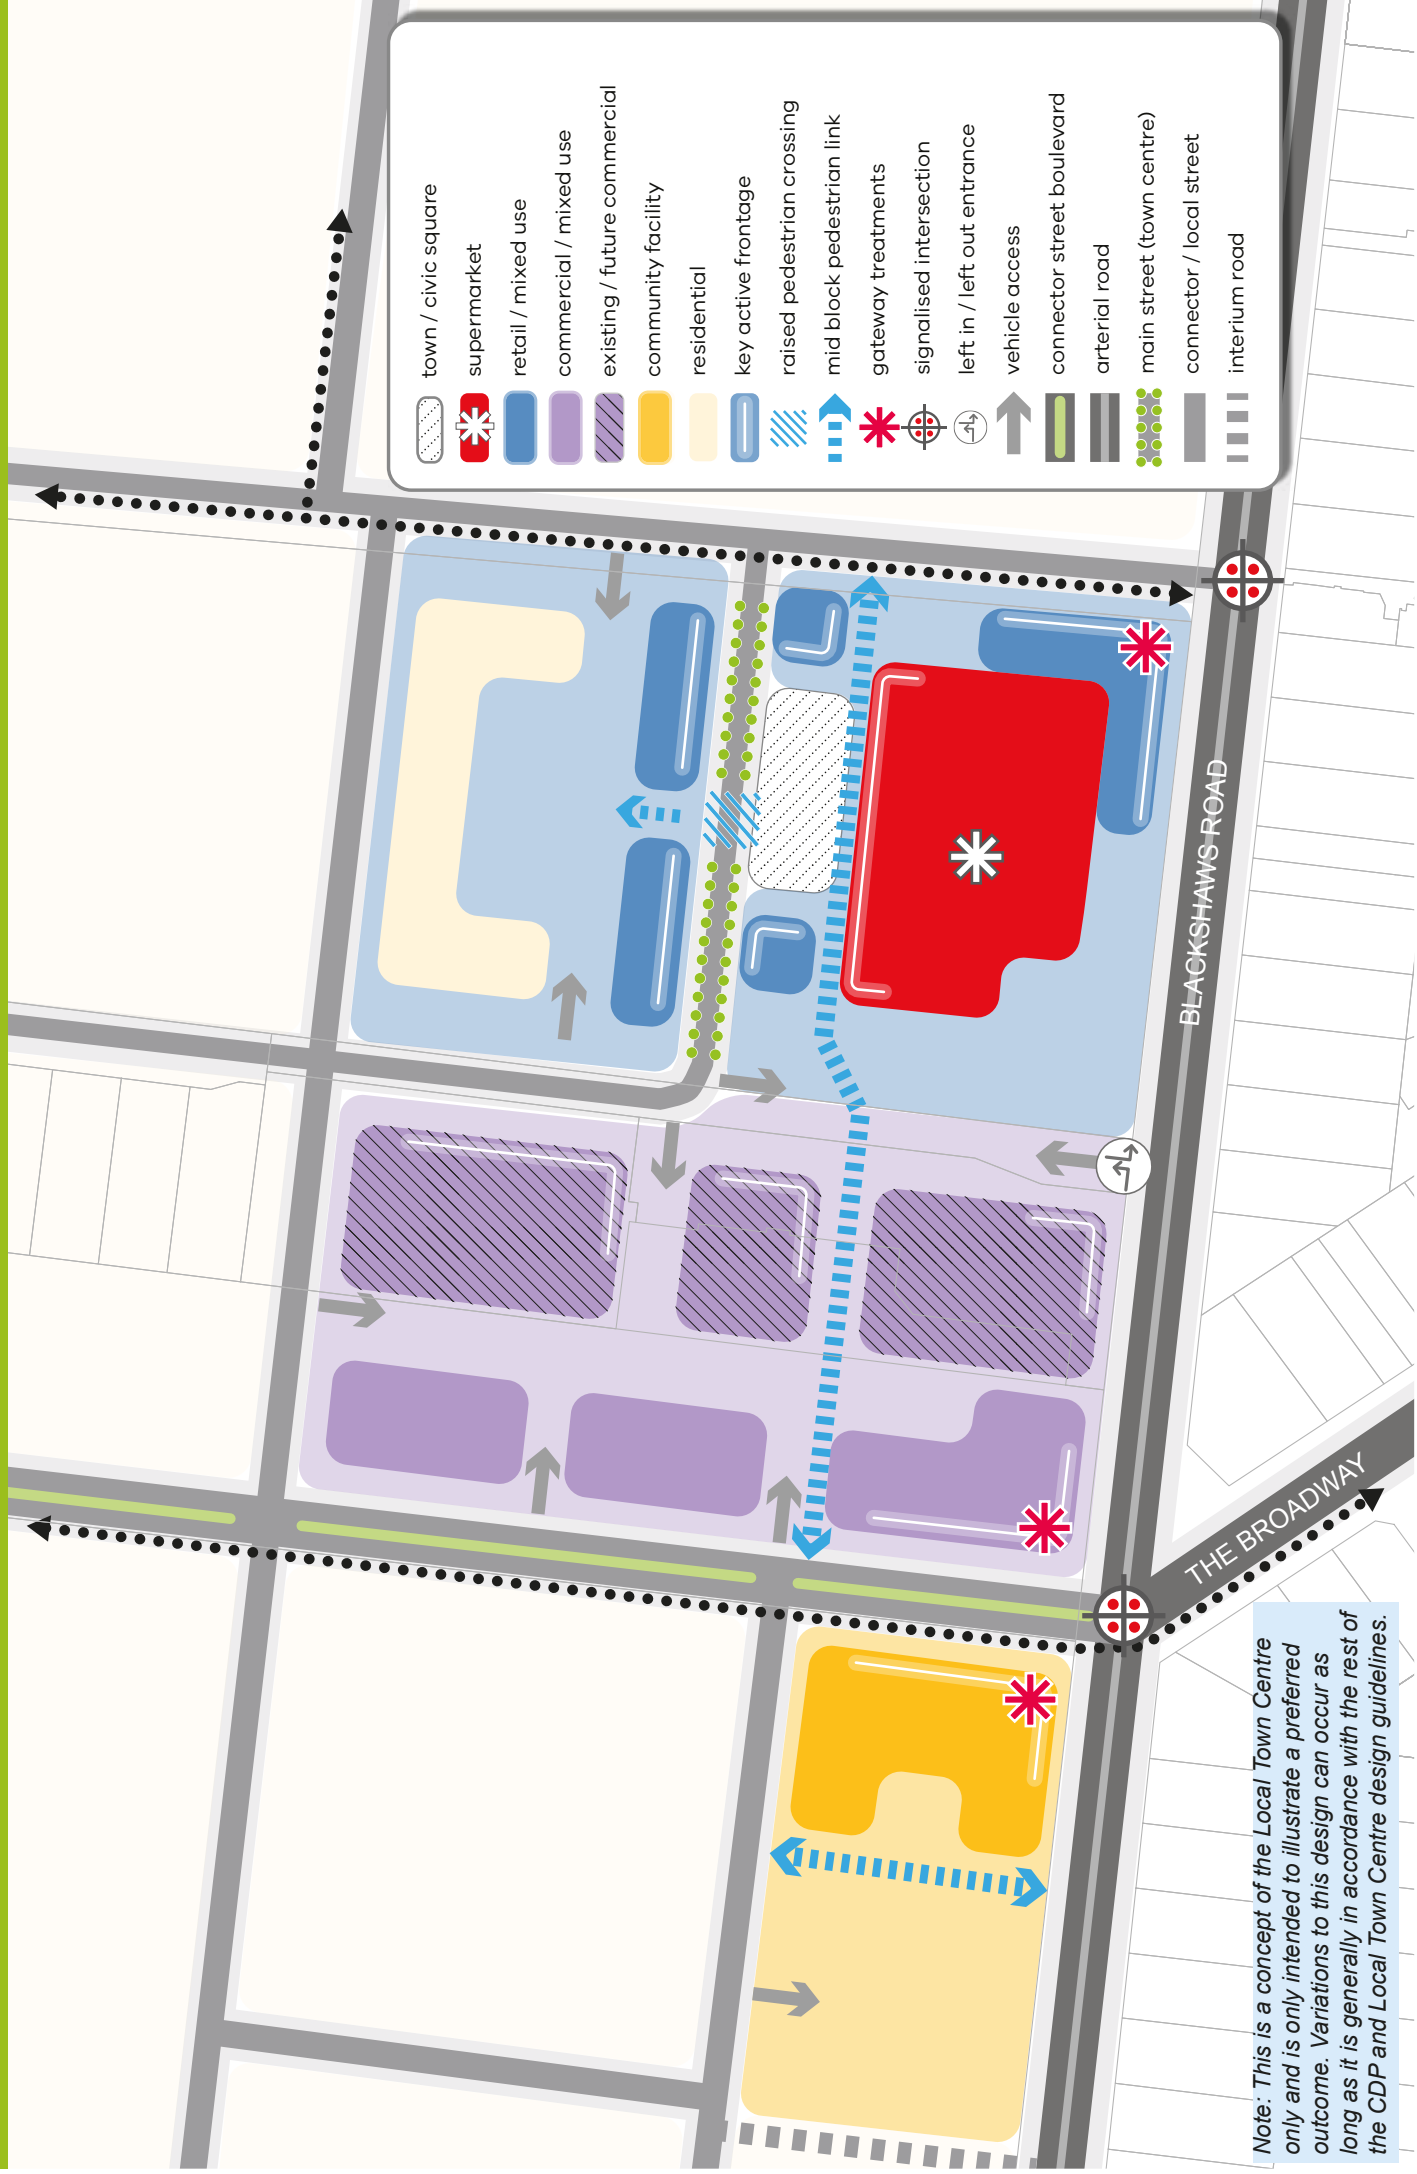 town / civic square
supermarket
retail / mixed use
commercial / mixed use
existing / future commercial
community facility
residential
key active frontage
raised pedestrian crossing
mid block pedestrian link
gateway treatments
signalised intersection
left in / left out entrance
vehicle access
connector street boulevard
arterial road
main street (town centre)
connector / local street
interium road
BLACKSHAWS ROAD
THE BROADWAY
Note: This is a concept of the Local Town Centre
only and is only intended to illustrate a preferred
outcome. Variations to this design can occur as
long as it is generally in accordance with the rest of
the CDP and Local Town Centre design guidelines.